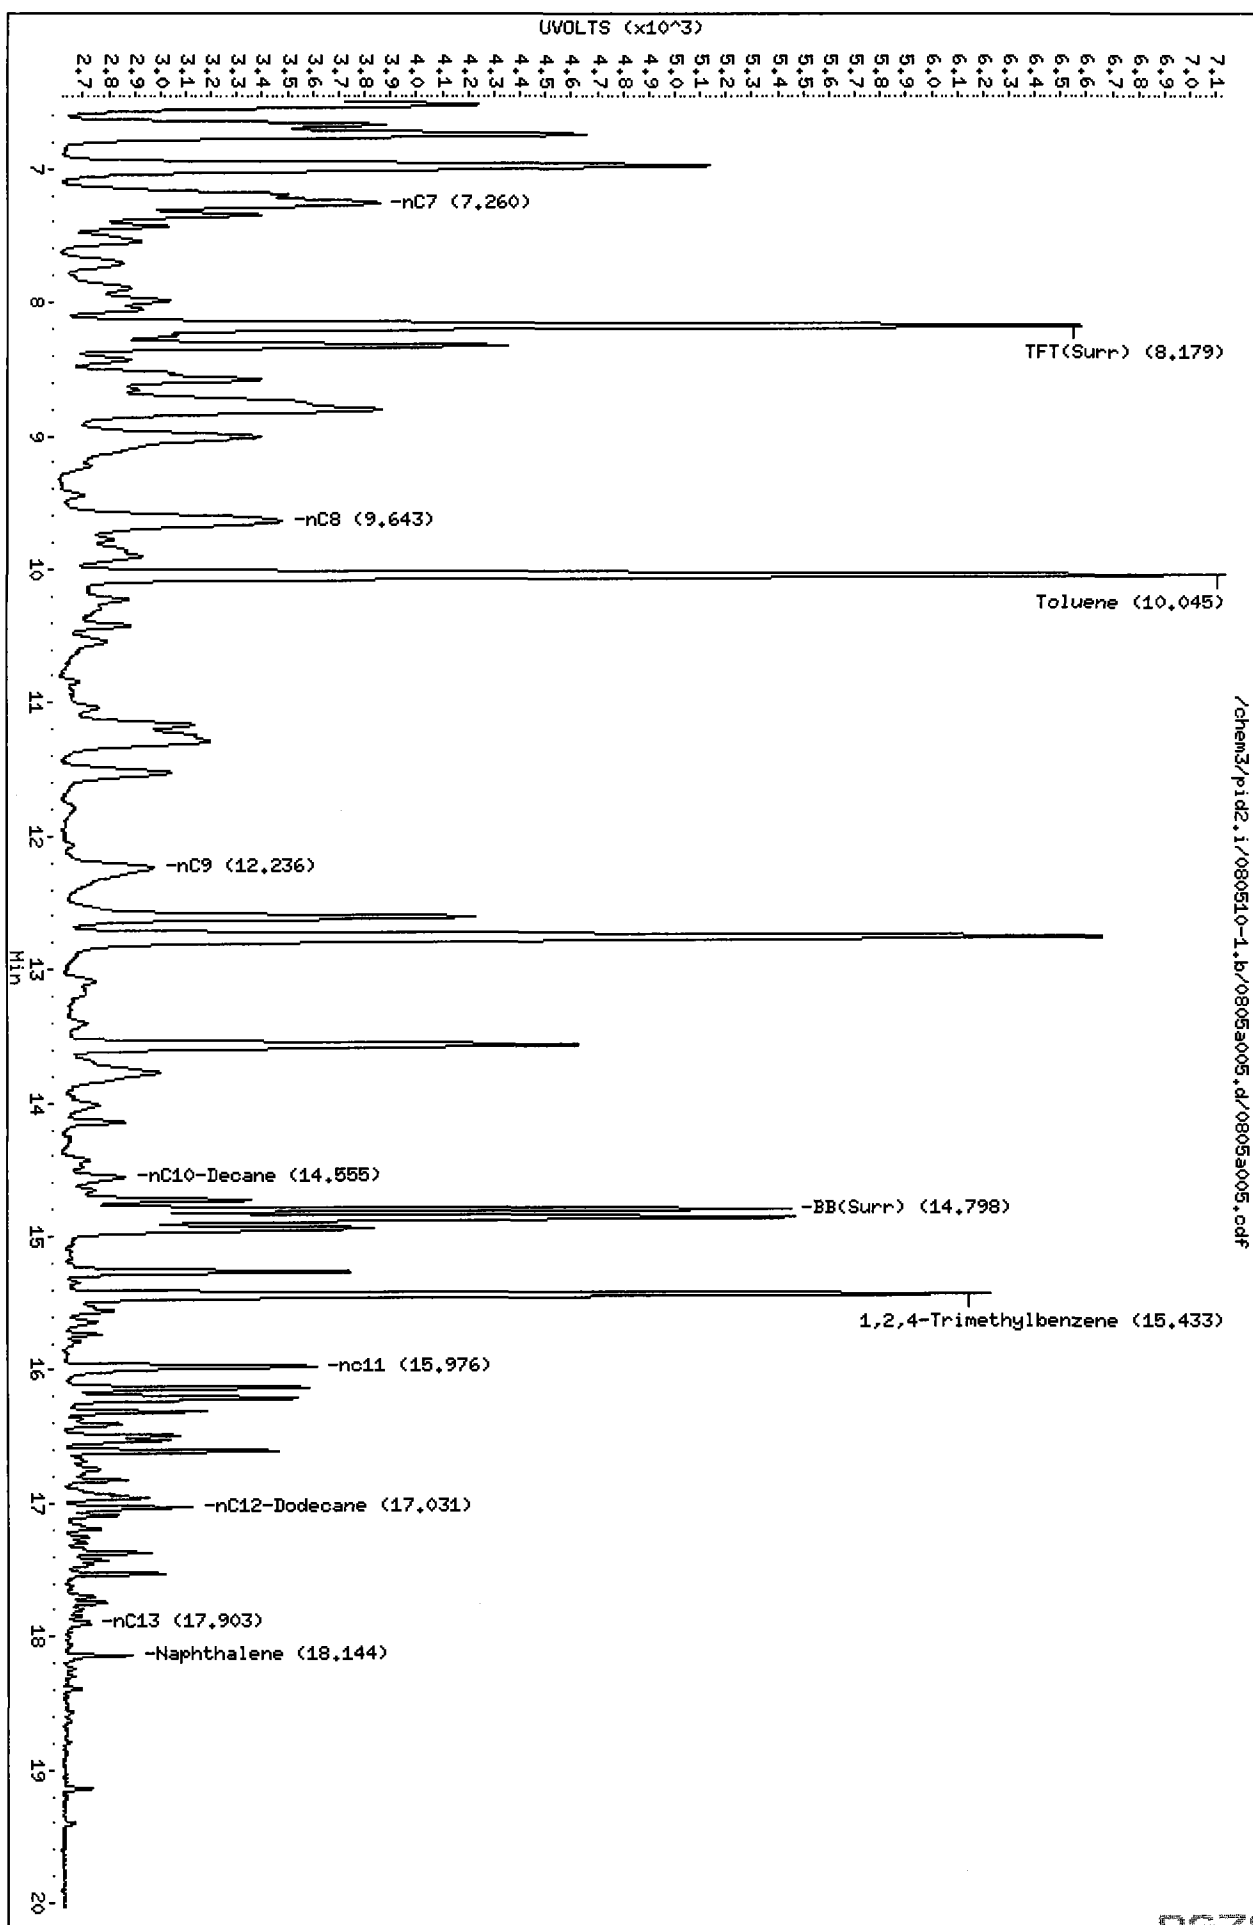 /chem3/pid2.i/080510-1.b/0805a005.d/0805a005.cdf
UVOLTS (x10^3)
7.1
7.0
6.9
6.8
6.7
6.6
6.5
6.4
6.3
6.2
6.1
6.0
5.9
5.8
5.7
5.6
5.5
5.4
5.3
5.2
5.1
5.0
4.9
4.8
4.7
4.6
4.5
4.4
4.3
4.2
4.1
4.0
3.9
3.8
3.7
3.6
3.5
3.4
3.3
3.2
3.1
3.0
2.9
2.8
2.7
-nC7 (7.260)
TFT(Surr) (8.179)
-nC8 (9.643)
Toluene (10.045)
-nC9 (12.236)
-nC10-Decane (14.555)
-BB(Surr) (14.798)
1,2,4-Trimethylbenzene (15.433)
-nc11 (15.976)
-nC12-Dodecane (17.031)
-nC13 (17.903)
-Naphthalene (18.144)
7 8 9 10 11 12 13 14 15 16 17 18 19 20
Min